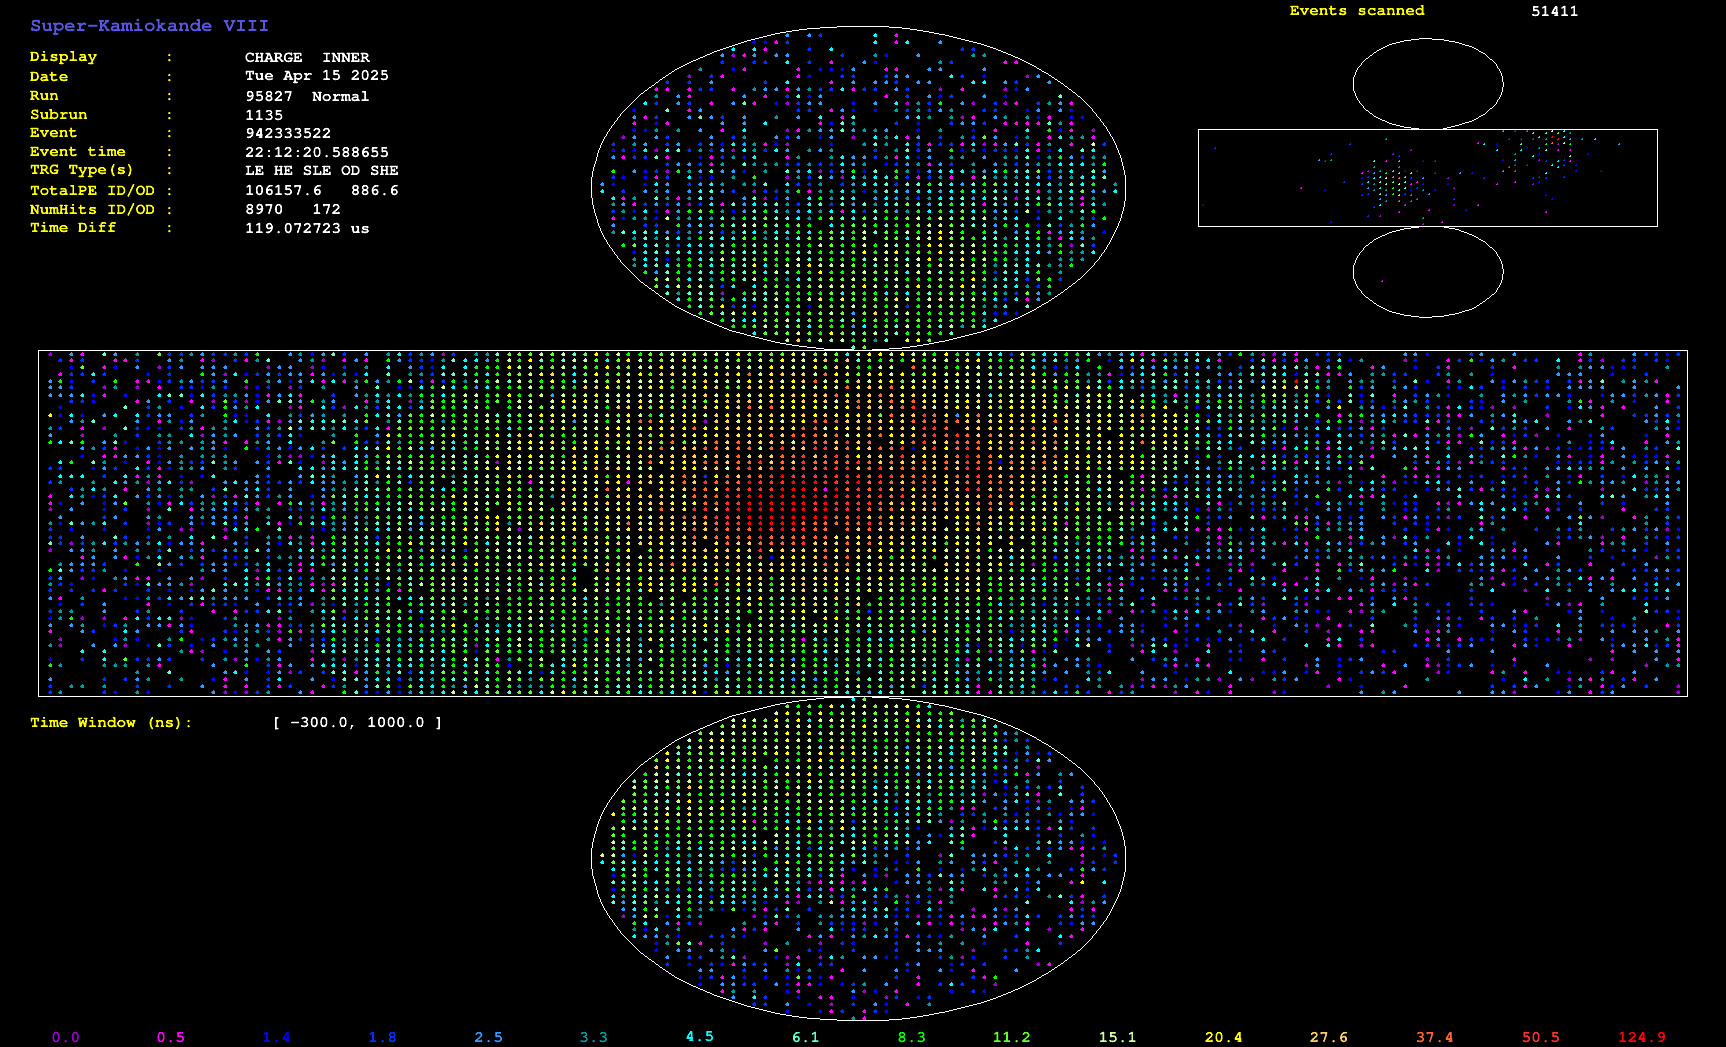 Super-Kamiokande VIII
Display : CHARGE INNER
Date : Tue Apr 15 2025
Run : 95827 Normal
Subrun : 1135
Event : 942333522
Event time : 22:12:20.588655
TRG Type(s) : LE HE SLE OD SHE
TotalPE ID/OD : 106157.6 886.6
NumHits ID/OD : 8970 172
Time Diff : 119.072723 us
Events scanned 51411
Time Window (ns): [ -300.0, 1000.0 ]
0.0 0.5 1.4 1.8 2.5 3.3 4.5 6.1 8.3 11.2 15.1 20.4 27.6 37.4 50.5 124.9